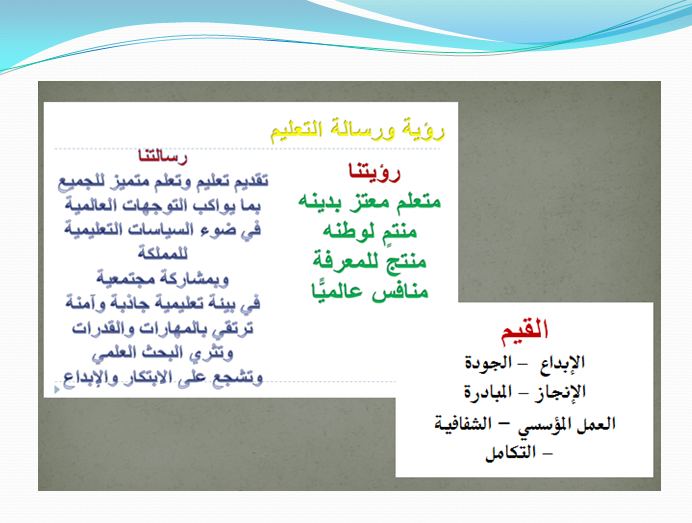 رؤية ورسالة التعليم
رؤيتنا
متعلم معتز بدينه
منتمٍ لوطنه
منتج للمعرفة
منافس عالميًّا
رسالتنا
تقديم تعليم وتعلم متميز للجميع
بما يواكب التوجهات العالمية
في ضوء السياسات التعليمية
للمملكة
وبمشاركة مجتمعية
في بيئة تعليمية جاذبة وآمنة
ترتقي بالمهارات والقدرات
وتثري البحث العلمي
وتشجع على الابتكار والإبداع
القيم
الإبداع – الجودة
الإنجاز – المبادرة
العمل المؤسسي – الشفافية
– التكامل